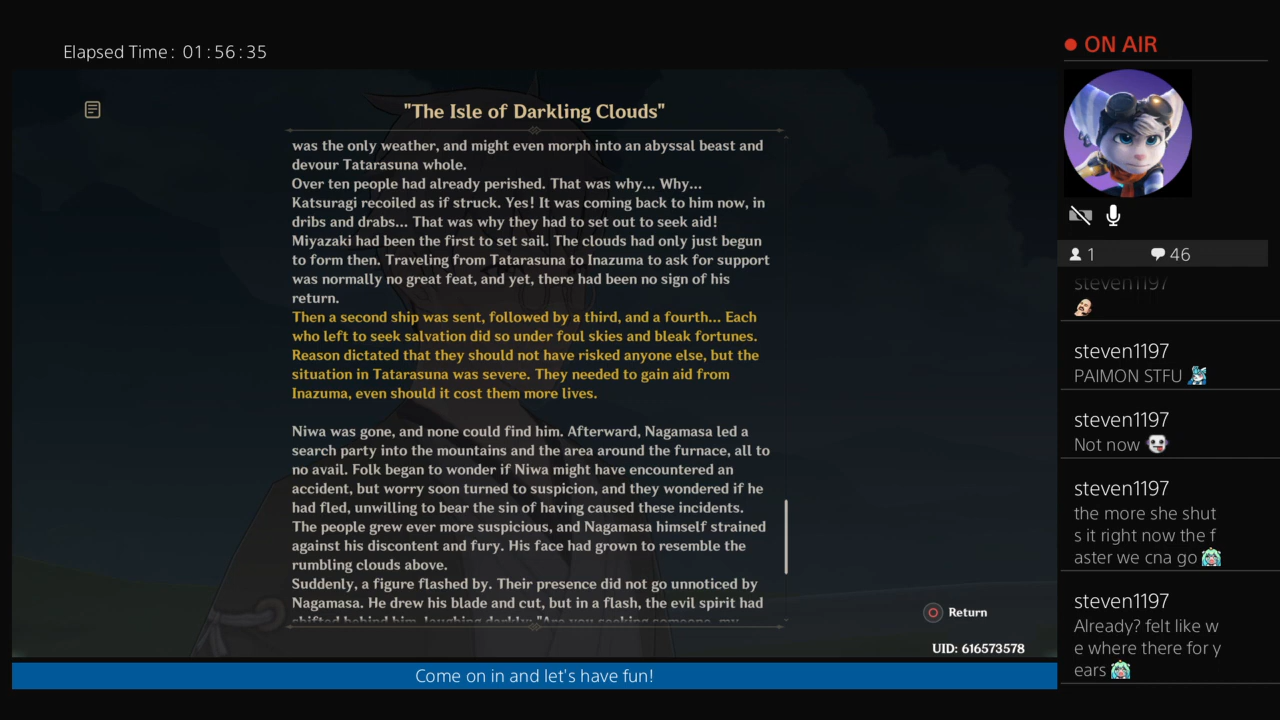 Elapsed Time: 01:56:35
ON AIR
"The Isle of Darkling Clouds"
was the only weather, and might even morph into an abyssal beast and
devour Tatarasuna whole.
Over ten people had already perished. That was why... Why...
Katsuragi recoiled as if struck. Yes! It was coming back to him now, in
dribs and drabs... That was why they had to set out to seek aid!
Miyazaki had been the first to set sail. The clouds had only just begun
to form then. Traveling from Tatarasuna to Inazuma to ask for support
was normally no great feat, and yet, there had been no sign of his
return.
Then a second ship was sent, followed by a third, and a fourth... Each
who left to seek salvation did so under foul skies and bleak fortunes.
Reason dictated that they should not have risked anyone else, but the
situation in Tatarasuna was severe. They needed to gain aid from
Inazuma, even should it cost them more lives.
Niwa was gone, and none could find him. Afterward, Nagamasa led a
search party into the mountains and the area around the furnace, all to
no avail. Folk began to wonder if Niwa might have encountered an
accident, but worry soon turned to suspicion, and they wondered if he
had fled, unwilling to bear the sin of having caused these incidents.
The people grew ever more suspicious, and Nagamasa himself strained
against his discontent and fury. His face had grown to resemble the
rumbling clouds above.
Suddenly, a figure flashed by. Their presence did not go unnoticed by
Nagamasa. He drew his blade and cut, but in a flash, the evil spirit had
shifted behind him, laughing darkly: "Are you seeking someone, my
Return
UID: 616573578
Come on in and let's have fun!
1
46
steven1197
steven1197
PAIMON STFU
steven1197
Not now
steven1197
the more she shut
s it right now the f
aster we cna go
steven1197
Already? felt like w
e where there for y
ears